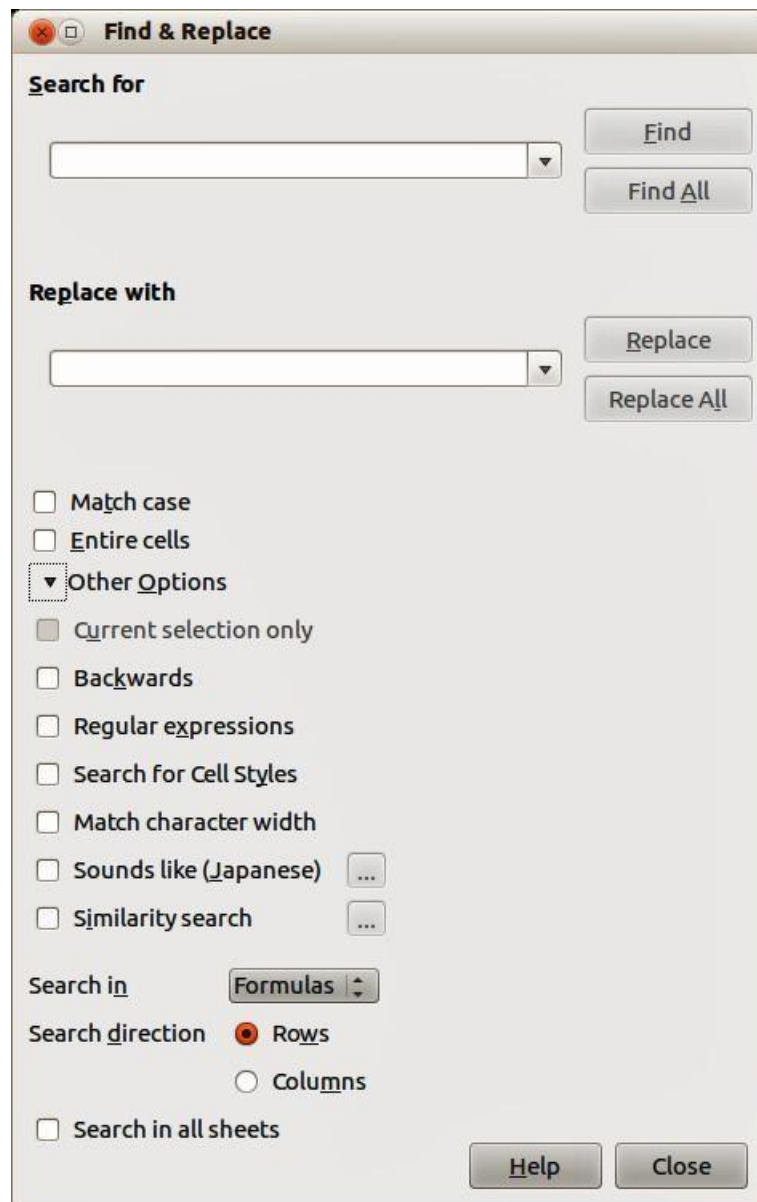 Find & Replace
Search for
Find
Find All
Replace with
Replace
Replace All
Match case
Entire cells
Other Options
Current selection only
Backwards
Regular expressions
Search for Cell Styles
Match character width
Sounds like (Japanese) ...
Similarity search ...
Search in Formulas
Search direction Rows
Columns
Search in all sheets
Help Close